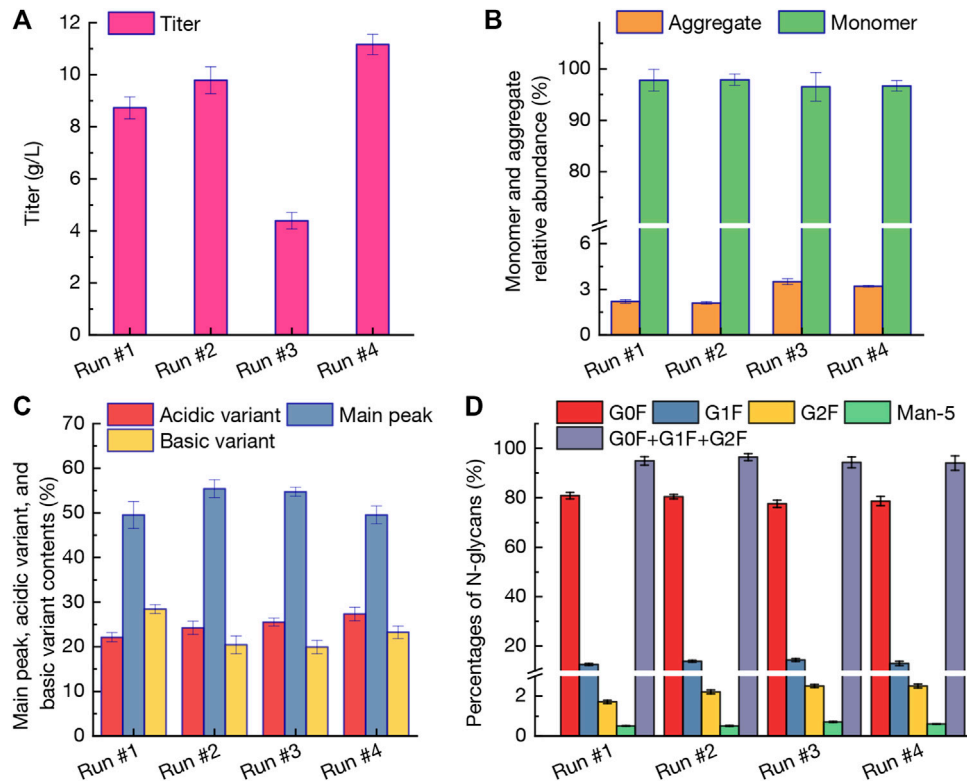 A
Titer
Titer (g/L)
12
10
8
6
4
2
0
Run #1
Run #2
Run #3
Run #4
B
Aggregate
Monomer
Monomer and aggregate
relative abundance (%)
100
95
90
80
6
3
0
Run #1
Run #2
Run #3
Run #4
C
Acidic variant
Main peak
Basic variant
Main peak, acidic variant, and
basic variant contents (%)
70
60
50
40
30
20
10
0
Run #1
Run #2
Run #3
Run #4
D
G0F
G1F
G2F
Man-5
G0F+G1F+G2F
Percentages of N-glycans (%)
100
80
60
40
20
2
0
Run #1
Run #2
Run #3
Run #4